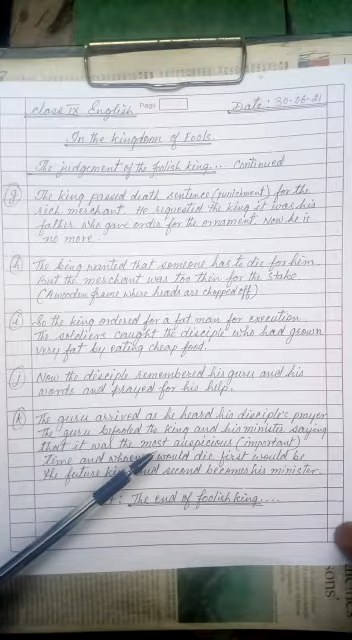 class IX English Page Date: 30-06-21
In the kingdom of Fools.
The judgement of the foolish king... Continued
(g) The king passed death sentence (punishment) for the
rich merchant. He requested the king it was his
father who gave order for the ornament. Now he is
no more.
(h) The king wanted that someone has to die for him.
But the merchant was too thin for the stake
(A wooden frame where heads are chopped off)
(i) So the king ordered for a fat man for execution.
The soldiers caught the disciple who had grown
very fat by eating cheap food.
(j) Now the disciple remembered his guru and his
words and prayed for his help.
(k) The guru arrived as he heard his disciple's prayer
The guru befooled the king and his minister saying
that it was the most auspicious (important)
time and whoever would die first would be
the future king and second becomes his minister.
: The end of foolish king....
sons'